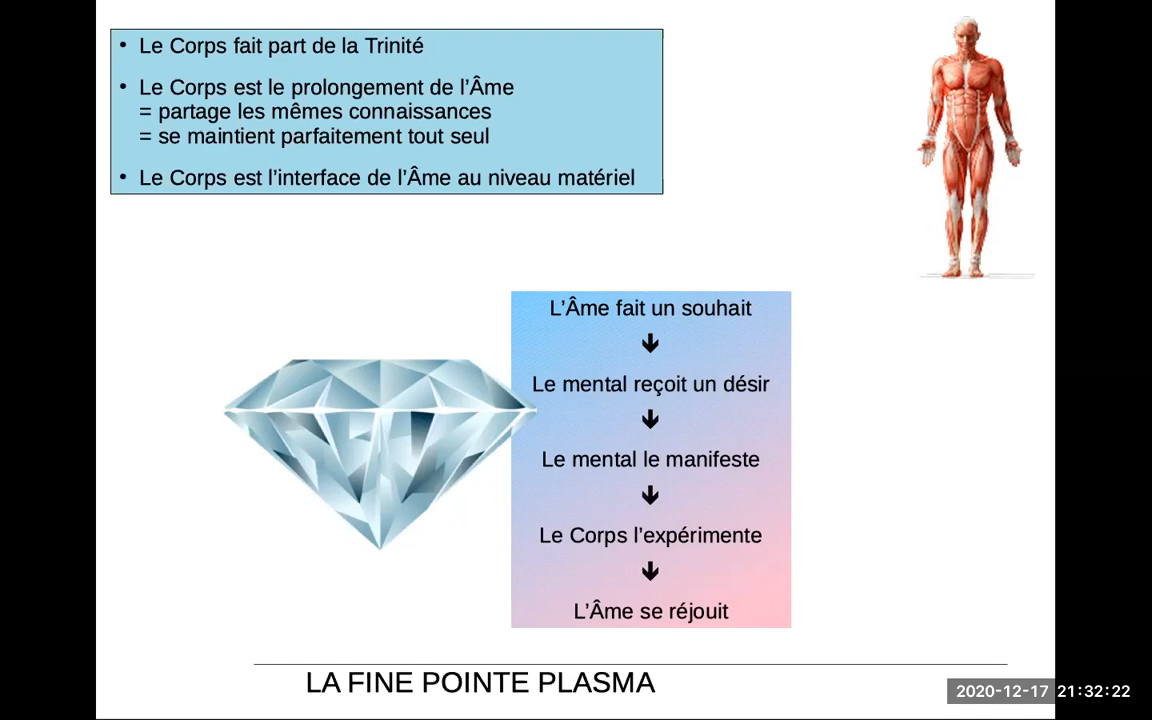 • Le Corps fait part de la Trinité
• Le Corps est le prolongement de l’Âme
= partage les mêmes connaissances
= se maintient parfaitement tout seul
• Le Corps est l’interface de l’Âme au niveau matériel
L’Âme fait un souhait
Le mental reçoit un désir
Le mental le manifeste
Le Corps l’expérimente
L’Âme se réjouit
LA FINE POINTE PLASMA
2020-12-17 21:32:22